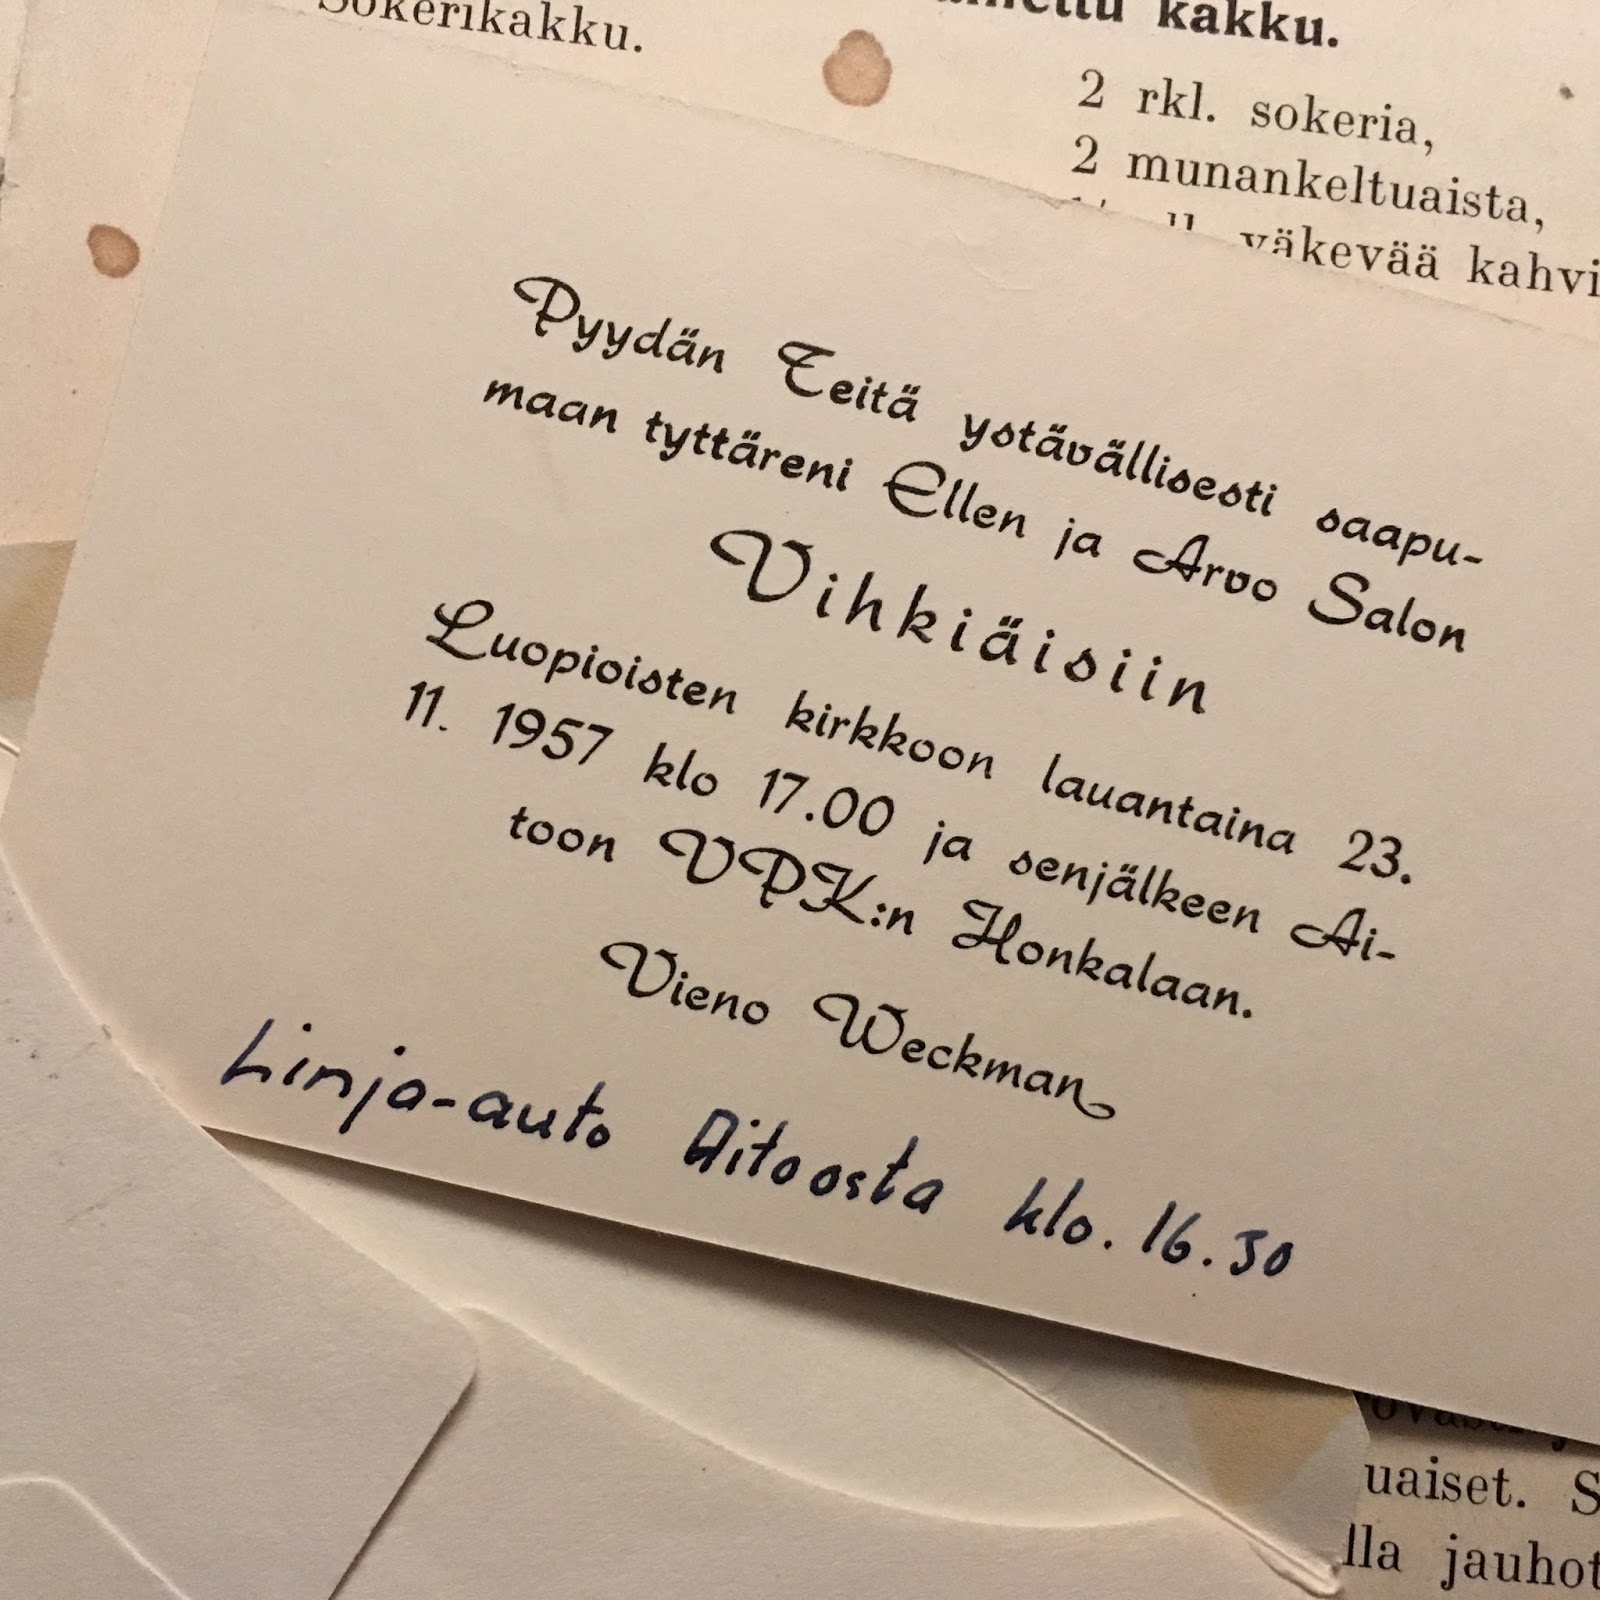 Sokerikakku.
kakku.
2 rkl. sokeria,
2 munankeltuaista,
väkevää kahvi
Pyydän Teitä ystävällisesti saapu-
maan tyttäreni Ellen ja Arvo Salon
Vihkiäisiin
Luopioisten kirkkoon lauantaina 23.
11. 1957 klo 17.00 ja senjälkeen Ai-
toon VPK:n Honkalaan.
Vieno Weckman
Linja-auto Aitoosta klo. 16.30
uaiset. S
lla jauhot